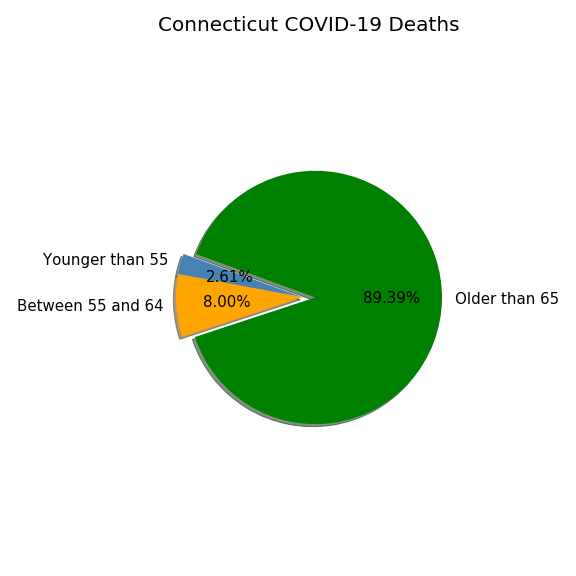 Connecticut COVID-19 Deaths
Younger than 55
2.61%
Between 55 and 64
8.00%
89.39%
Older than 65